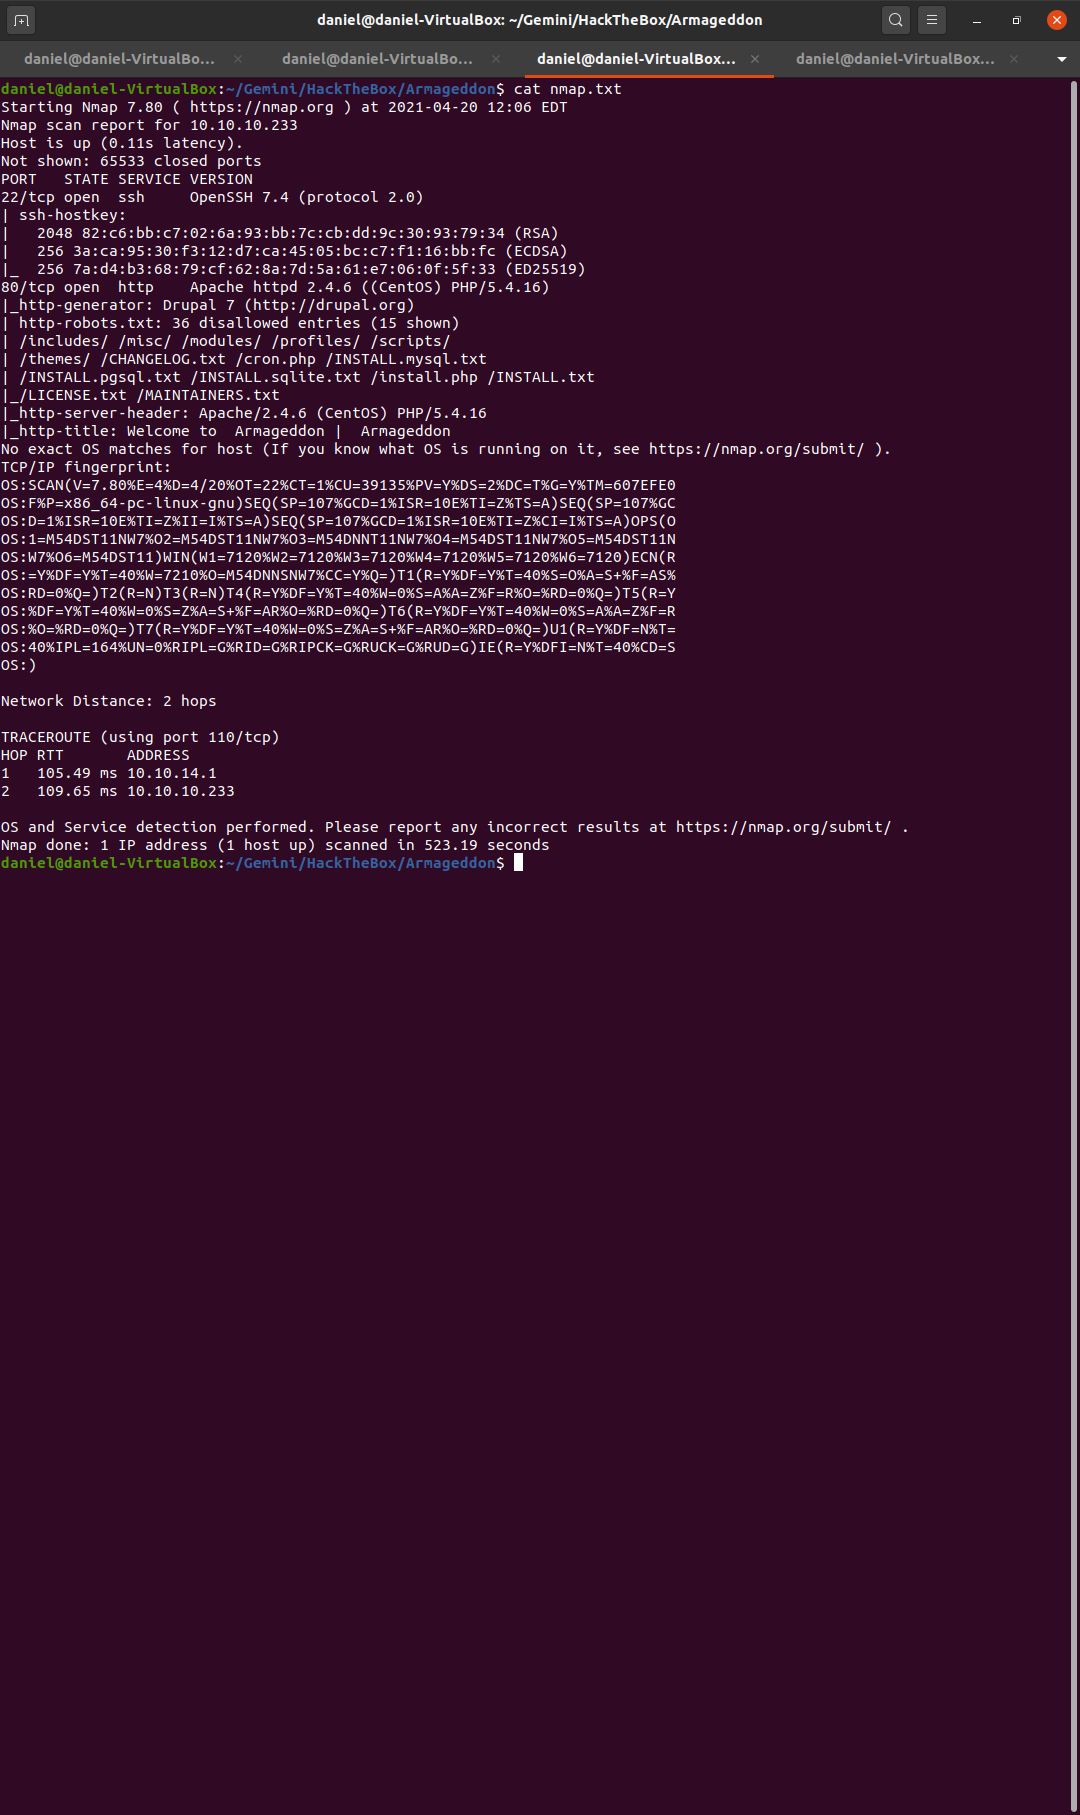 daniel@daniel-VirtualBox: ~/Gemini/HackTheBox/Armageddon
daniel@daniel-VirtualBo...
daniel@daniel-VirtualBo...
daniel@daniel-VirtualBox...
daniel@daniel-VirtualBox...
daniel@daniel-VirtualBox:~/Gemini/HackTheBox/Armageddon$ cat nmap.txt
Starting Nmap 7.80 ( https://nmap.org ) at 2021-04-20 12:06 EDT
Nmap scan report for 10.10.10.233
Host is up (0.11s latency).
Not shown: 65533 closed ports
PORT   STATE SERVICE VERSION
22/tcp open  ssh     OpenSSH 7.4 (protocol 2.0)
| ssh-hostkey:
|   2048 82:c6:bb:c7:02:6a:93:bb:7c:cb:dd:9c:30:93:79:34 (RSA)
|   256 3a:ca:95:30:f3:12:d7:ca:45:05:bc:c7:f1:16:bb:fc (ECDSA)
|_  256 7a:d4:b3:68:79:cf:62:8a:7d:5a:61:e7:06:0f:5f:33 (ED25519)
80/tcp open  http    Apache httpd 2.4.6 ((CentOS) PHP/5.4.16)
|_http-generator: Drupal 7 (http://drupal.org)
| http-robots.txt: 36 disallowed entries (15 shown)
| /includes/ /misc/ /modules/ /profiles/ /scripts/
| /themes/ /CHANGELOG.txt /cron.php /INSTALL.mysql.txt
| /INSTALL.pgsql.txt /INSTALL.sqlite.txt /install.php /INSTALL.txt
|_/LICENSE.txt /MAINTAINERS.txt
|_http-server-header: Apache/2.4.6 (CentOS) PHP/5.4.16
|_http-title: Welcome to  Armageddon |  Armageddon
No exact OS matches for host (If you know what OS is running on it, see https://nmap.org/submit/ ).
TCP/IP fingerprint:
OS:SCAN(V=7.80%E=4%D=4/20%OT=22%CT=1%CU=39135%PV=Y%DS=2%DC=T%G=Y%TM=607EFE0
OS:F%P=x86_64-pc-linux-gnu)SEQ(SP=107%GCD=1%ISR=10E%TI=Z%TS=A)SEQ(SP=107%GC
OS:D=1%ISR=10E%TI=Z%II=I%TS=A)SEQ(SP=107%GCD=1%ISR=10E%TI=Z%CI=I%TS=A)OPS(O
OS:1=M54DST11NW7%O2=M54DST11NW7%O3=M54DNNT11NW7%O4=M54DST11NW7%O5=M54DST11N
OS:W7%O6=M54DST11)WIN(W1=7120%W2=7120%W3=7120%W4=7120%W5=7120%W6=7120)ECN(R
OS:=Y%DF=Y%T=40%W=7210%O=M54DNNSNW7%CC=Y%Q=)T1(R=Y%DF=Y%T=40%S=O%A=S+%F=AS%
OS:RD=0%Q=)T2(R=N)T3(R=N)T4(R=Y%DF=Y%T=40%W=0%S=A%A=Z%F=R%O=%RD=0%Q=)T5(R=Y
OS:%DF=Y%T=40%W=0%S=Z%A=S+%F=AR%O=%RD=0%Q=)T6(R=Y%DF=Y%T=40%W=0%S=A%A=Z%F=R
OS:%O=%RD=0%Q=)T7(R=Y%DF=Y%T=40%W=0%S=Z%A=S+%F=AR%O=%RD=0%Q=)U1(R=Y%DF=N%T=
OS:40%IPL=164%UN=0%RIPL=G%RID=G%RIPCK=G%RUCK=G%RUD=G)IE(R=Y%DFI=N%T=40%CD=S
OS:)
Network Distance: 2 hops
TRACEROUTE (using port 110/tcp)
HOP RTT       ADDRESS
1   105.49 ms 10.10.14.1
2   109.65 ms 10.10.10.233
OS and Service detection performed. Please report any incorrect results at https://nmap.org/submit/ .
Nmap done: 1 IP address (1 host up) scanned in 523.19 seconds
daniel@daniel-VirtualBox:~/Gemini/HackTheBox/Armageddon$